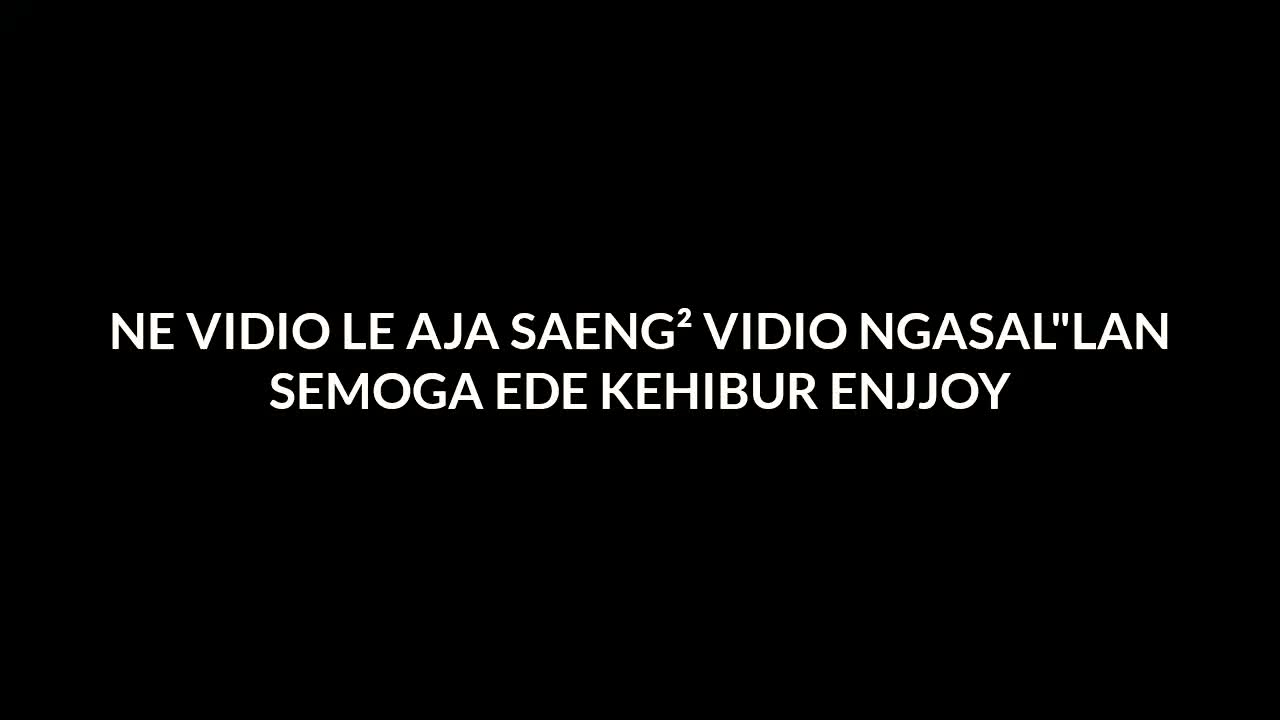 NE VIDIO LE AJA SAENG² VIDIO NGASAL"LAN
SEMOGA EDE KEHIBUR ENJJOY